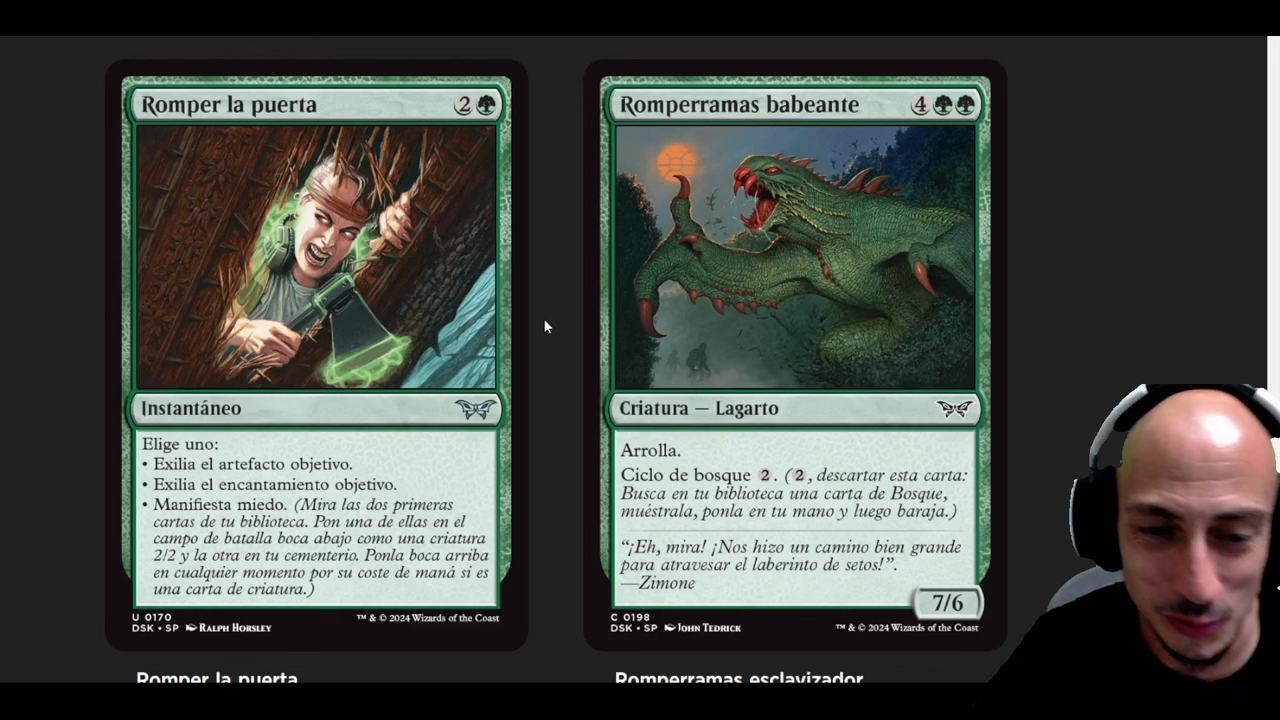 Romper la puerta
2
Instantáneo
Elige uno:
• Exilia el artefacto objetivo.
• Exilia el encantamiento objetivo.
• Manifiesta miedo. (Mira las dos primeras
cartas de tu biblioteca. Pon una de ellas en el
campo de batalla boca abajo como una criatura
2/2 y la otra en tu cementerio. Ponla boca arriba
en cualquier momento por su coste de maná si es
una carta de criatura.)
U 0170
DSK • SP RALPH HORSLEY
™ & © 2024 Wizards of the Coast
Romper la puerta
Romperramas babeante
4
Criatura — Lagarto
Arrolla.
Ciclo de bosque 2. (2, descartar esta carta:
Busca en tu biblioteca una carta de Bosque,
muéstrala, ponla en tu mano y luego baraja.)
“¡Eh, mira! ¡Nos hizo un camino bien grande
para atravesar el laberinto de setos!”.
—Zimone
7/6
C 0198
DSK • SP JOHN TEDRICK
™ & © 2024 Wizards of the Coast
Romperramas esclavizador